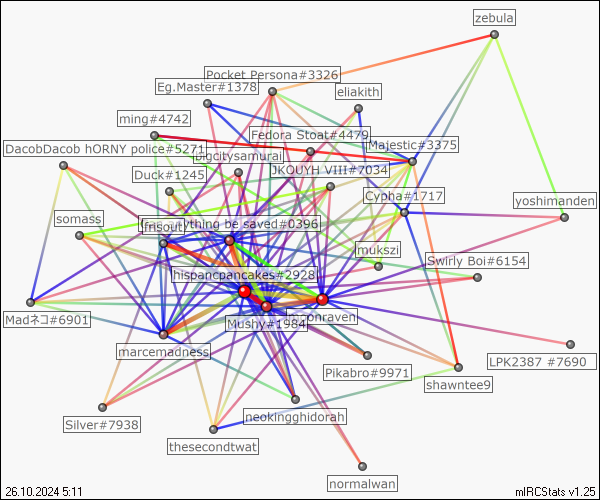 zebula
Pocket Persona#3326
Eg.Master#1378
eliakith
ming#4742
Fedora Stoat#4479
Majestic#3375
DacobDacob hORNY police#5271
bigcitysamurai
JKOUYH VIII#7034
Duck#1245
Cypha#1717
yoshimanden
somass
frisout
ything be saved#0396
mukszi
Swirly Boi#6154
hispancpancakes#2928
Madネコ#6901
Mushy#1984
onraven
marcemadness
LPK2387 #7690
Pikabro#9971
shawntee9
neokingghidorah
Silver#7938
thesecondtwat
normalwan
26.10.2024 5:11
mIRCStats v1.25